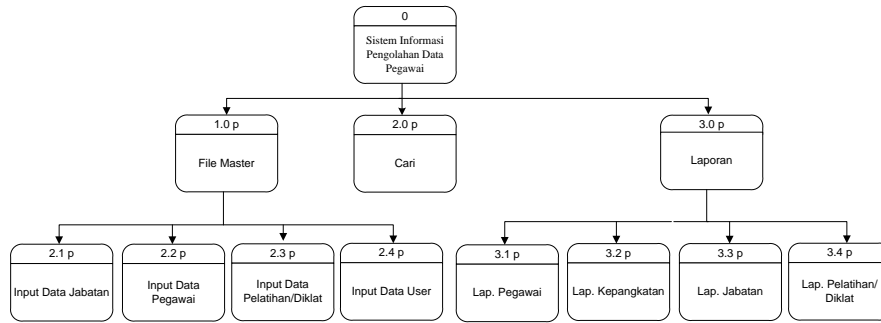 0
Sistem Informasi
Pengolahan Data
Pegawai
1.0 p
File Master
2.0 p
Cari
3.0 p
Laporan
2.1 p
Input Data Jabatan
2.2 p
Input Data
Pegawai
2.3 p
Input Data
Pelatihan/Diklat
2.4 p
Input Data User
3.1 p
Lap. Pegawai
3.2 p
Lap. Kepangkatan
3.3 p
Lap. Jabatan
3.4 p
Lap. Pelatihan/
Diklat